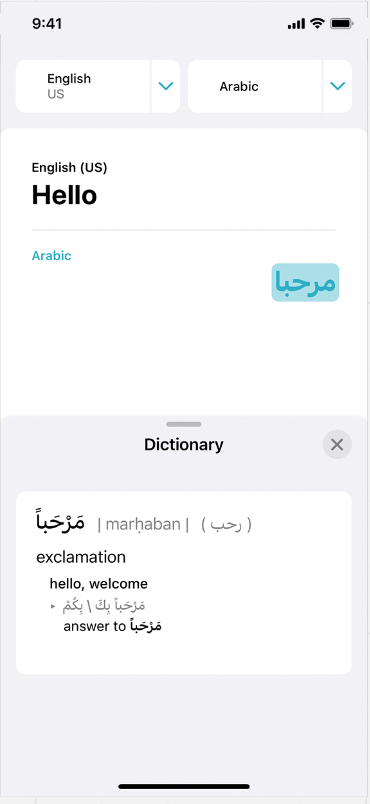 9:41
English
US
Arabic
English (US)
Hello
Arabic
مرحبا
Dictionary
مَرْحَباً | marḥaban | ( رحب )
exclamation
hello, welcome
مَرْحَباً بِكَ \ بِكُمْ
answer to مَرْحَباً